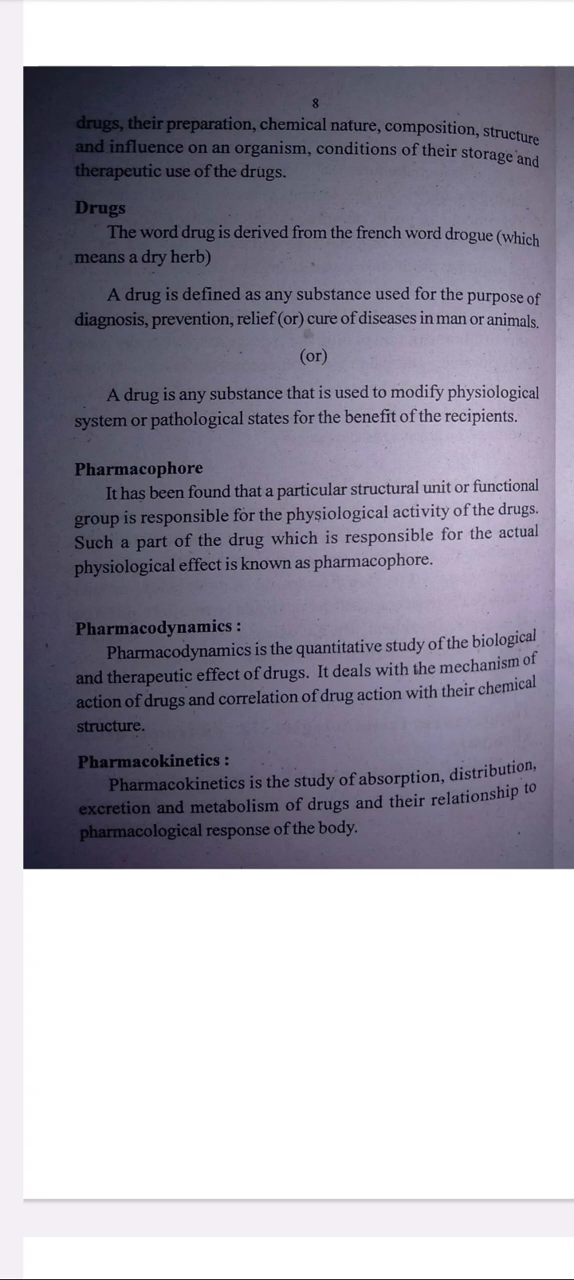 8
drugs, their preparation, chemical nature, composition, structure
and influence on an organism, conditions of their storage and
therapeutic use of the drugs.
Drugs
The word drug is derived from the french word drogue (which
means a dry herb)
A drug is defined as any substance used for the purpose of
diagnosis, prevention, relief (or) cure of diseases in man or animals.
(or)
A drug is any substance that is used to modify physiological
system or pathological states for the benefit of the recipients.
Pharmacophore
It has been found that a particular structural unit or functional
group is responsible for the physiological activity of the drugs.
Such a part of the drug which is responsible for the actual
physiological effect is known as pharmacophore.
Pharmacodynamics :
Pharmacodynamics is the quantitative study of the biological
and therapeutic effect of drugs. It deals with the mechanism of
action of drugs and correlation of drug action with their chemical
structure.
Pharmacokinetics :
Pharmacokinetics is the study of absorption, distribution,
excretion and metabolism of drugs and their relationship to
pharmacological response of the body.